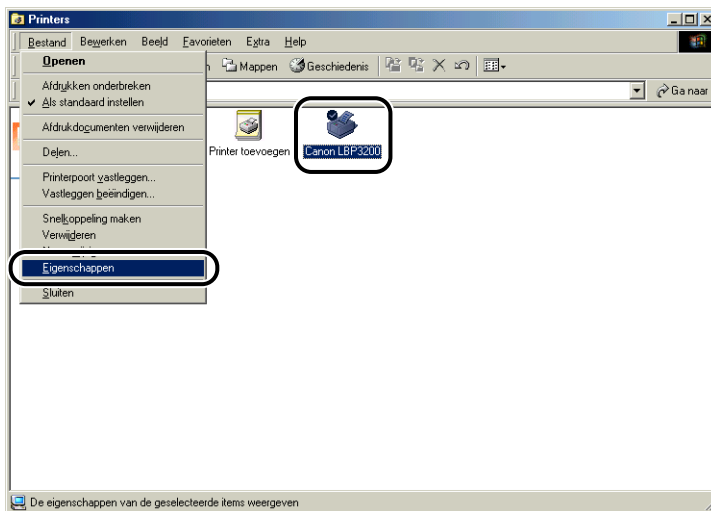 Printers
Bestand Bewerken Beeld Favorieten Extra Help
Mappen Geschiedenis
Ga naar
Openen
Afdrukken onderbreken
Als standaard instellen
Afdrukdocumenten verwijderen
Delen...
Printerpoort vastleggen...
Vastleggen beëindigen...
Snelkoppeling maken
Verwijderen
Eigenschappen
Sluiten
Printer toevoegen
Canon LBP3200
De eigenschappen van de geselecteerde items weergeven